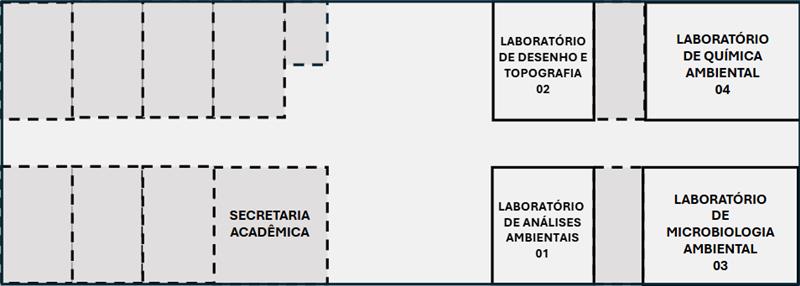 LABORATÓRIO
DE DESENHO E
TOPOGRAFIA
02
LABORATÓRIO
DE QUÍMICA
AMBIENTAL
04
SECRETARIA
ACADÊMICA
LABORATÓRIO
DE ANÁLISES
AMBIENTAIS
01
LABORATÓRIO
DE
MICROBIOLOGIA
AMBIENTAL
03